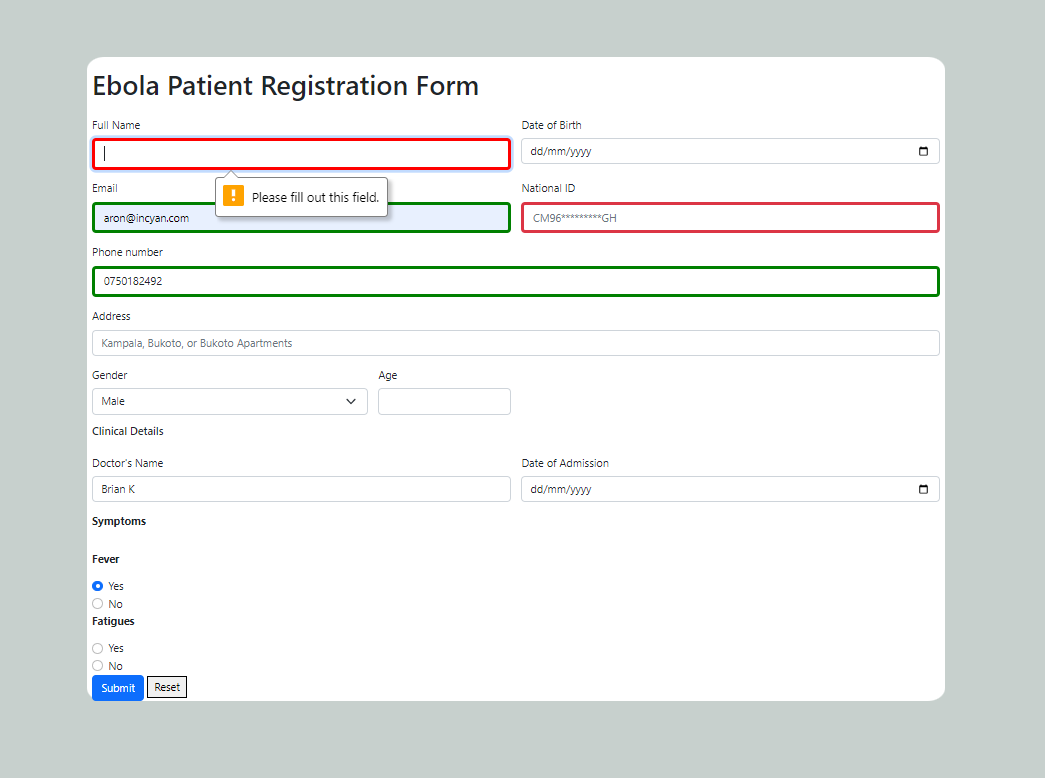 Ebola Patient Registration Form
Full Name
Date of Birth
dd/mm/yyyy
Email
! Please fill out this field.
National ID
aron@incyan.com
CM96*********GH
Phone number
0750182492
Address
Kampala, Bukoto, or Bukoto Apartments
Gender
Age
Male
Clinical Details
Doctor's Name
Date of Admission
Brian K
dd/mm/yyyy
Symptoms
Fever
Yes
No
Fatigues
Yes
No
Submit
Reset